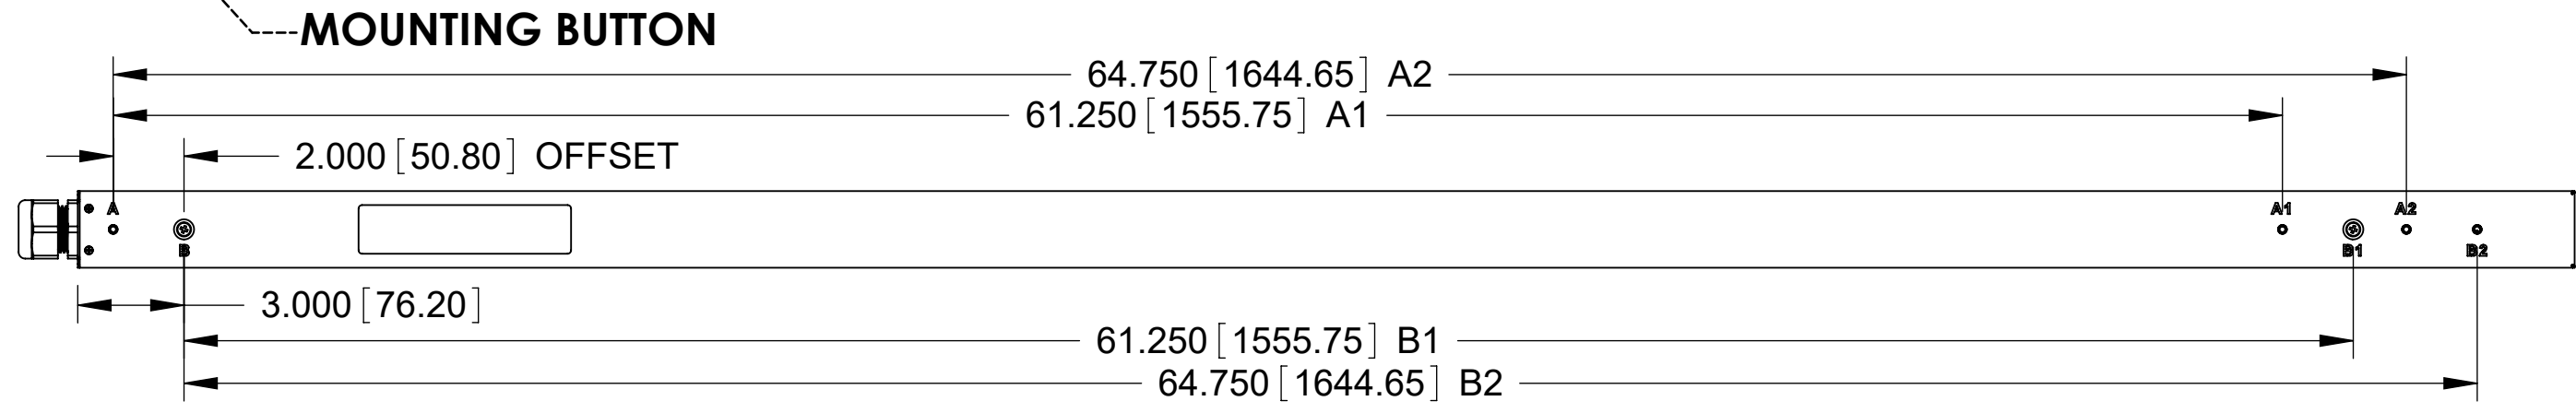 MOUNTING BUTTON
64.750 [1644.65] A2
61.250 [1555.75] A1
2.000 [50.80] OFFSET
A
A1
A2
B
B1
B2
3.000 [76.20]
61.250 [1555.75] B1
64.750 [1644.65] B2